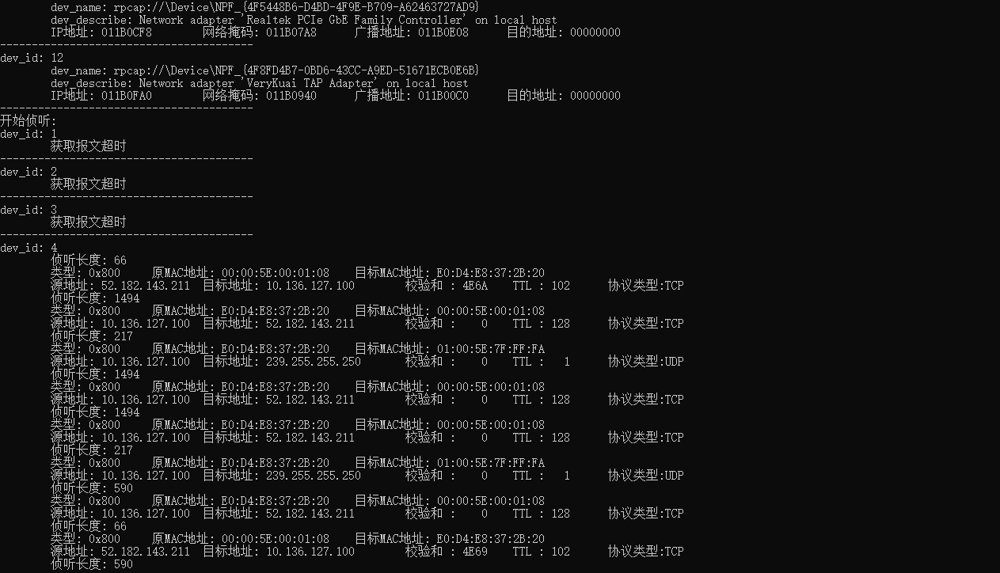 dev_name: rpcap://\Device\NPF_{4F5448B6-D4BD-4F9E-B709-A62463727AD9}
dev_describe: Network adapter 'Realtek PCIe GbE Family Controller' on local host
IP地址: 011B0CF8 网络掩码: 011B07A8 广播地址: 011B0E08 目的地址: 00000000
----------------------------------------
dev_id: 12
dev_name: rpcap://\Device\NPF_{4F8FD4B7-0BD6-43CC-A9ED-51671ECB0E6B}
dev_describe: Network adapter 'VeryKuai TAP Adapter' on local host
IP地址: 011B0FA0 网络掩码: 011B0940 广播地址: 011B00C0 目的地址: 00000000
----------------------------------------
开始侦听:
dev_id: 1
获取报文超时
----------------------------------------
dev_id: 2
获取报文超时
----------------------------------------
dev_id: 3
获取报文超时
----------------------------------------
dev_id: 4
侦听长度: 66
类型: 0x800 原MAC地址: 00:00:5E:00:01:08 目标MAC地址: E0:D4:E8:37:2B:20
源地址: 52.182.143.211 目标地址: 10.136.127.100 校验和 : 4E6A TTL : 102 协议类型:TCP
侦听长度: 1494
类型: 0x800 原MAC地址: E0:D4:E8:37:2B:20 目标MAC地址: 00:00:5E:00:01:08
源地址: 10.136.127.100 目标地址: 52.182.143.211 校验和 : 0 TTL : 128 协议类型:TCP
侦听长度: 217
类型: 0x800 原MAC地址: E0:D4:E8:37:2B:20 目标MAC地址: 01:00:5E:7F:FF:FA
源地址: 10.136.127.100 目标地址: 239.255.255.250 校验和 : 0 TTL : 1 协议类型:UDP
侦听长度: 1494
类型: 0x800 原MAC地址: E0:D4:E8:37:2B:20 目标MAC地址: 00:00:5E:00:01:08
源地址: 10.136.127.100 目标地址: 52.182.143.211 校验和 : 0 TTL : 128 协议类型:TCP
侦听长度: 1494
类型: 0x800 原MAC地址: E0:D4:E8:37:2B:20 目标MAC地址: 00:00:5E:00:01:08
源地址: 10.136.127.100 目标地址: 52.182.143.211 校验和 : 0 TTL : 128 协议类型:TCP
侦听长度: 217
类型: 0x800 原MAC地址: E0:D4:E8:37:2B:20 目标MAC地址: 01:00:5E:7F:FF:FA
源地址: 10.136.127.100 目标地址: 239.255.255.250 校验和 : 0 TTL : 1 协议类型:UDP
侦听长度: 590
类型: 0x800 原MAC地址: E0:D4:E8:37:2B:20 目标MAC地址: 00:00:5E:00:01:08
源地址: 10.136.127.100 目标地址: 52.182.143.211 校验和 : 0 TTL : 128 协议类型:TCP
侦听长度: 66
类型: 0x800 原MAC地址: 00:00:5E:00:01:08 目标MAC地址: E0:D4:E8:37:2B:20
源地址: 52.182.143.211 目标地址: 10.136.127.100 校验和 : 4E69 TTL : 102 协议类型:TCP
侦听长度: 590